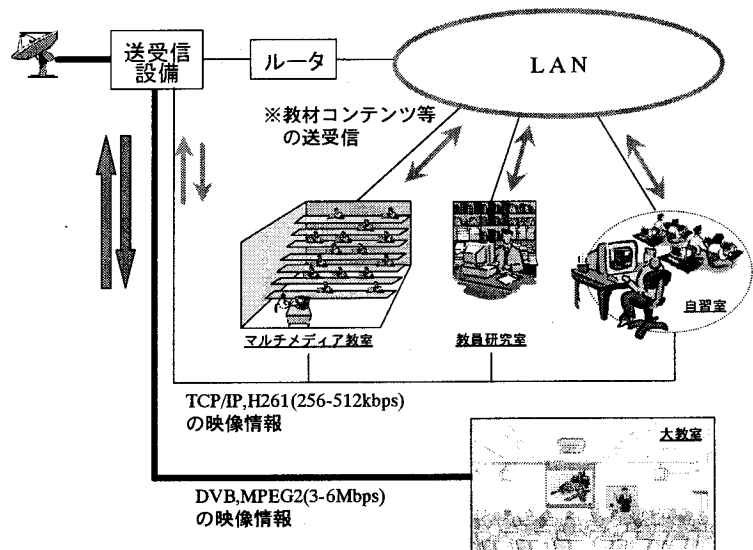 送受信
設備
ルータ
LAN
※教材コンテンツ等
の送受信
マルチメディア教室
教員研究室
自習室
TCP/IP,H261(256-512kbps)
の映像情報
大教室
DVB,MPEG2(3-6Mbps)
の映像情報